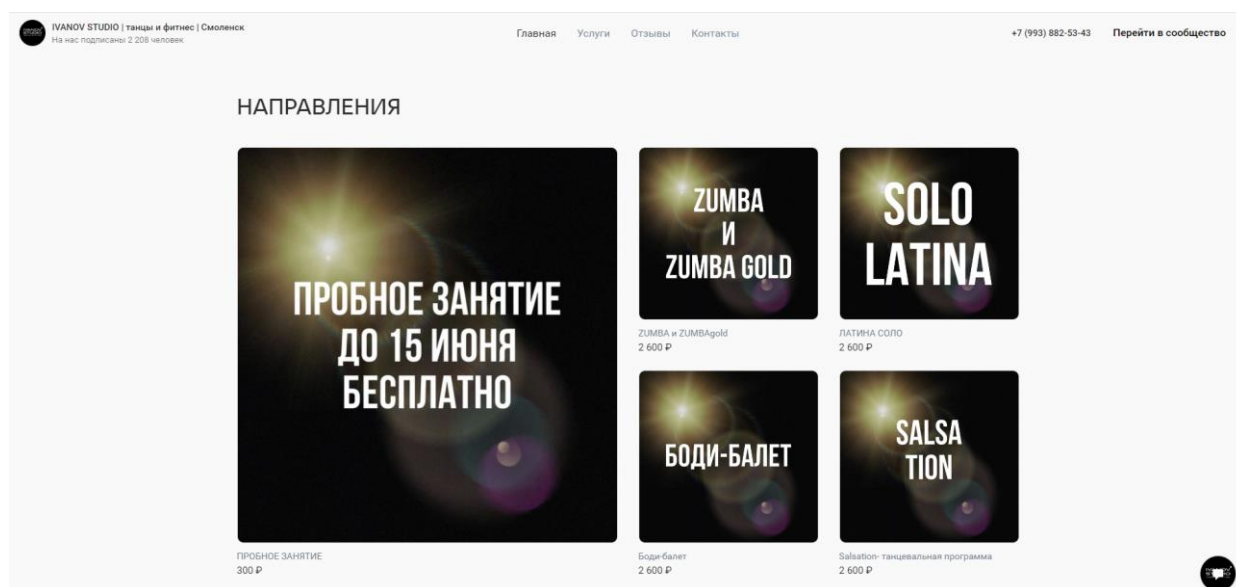 IVANOV STUDIO | танцы и фитнес | Смоленск
На нас подписаны 2 208 человек
Главная Услуги Отзывы Контакты
+7 (993) 882-53-43 Перейти в сообщество
НАПРАВЛЕНИЯ
ПРОБНОЕ ЗАНЯТИЕ
ДО 15 ИЮНЯ
БЕСПЛАТНО
ПРОБНОЕ ЗАНЯТИЕ
300 ₽
ZUMBA
И
ZUMBA GOLD
ZUMBA и ZUMBAgold
2 600 ₽
SOLO
LATINA
ЛАТИНА СОЛО
2 600 ₽
БОДИ-БАЛЕТ
Боди-балет
2 600 ₽
SALSA
TION
Salsation- танцевальная программа
2 600 ₽